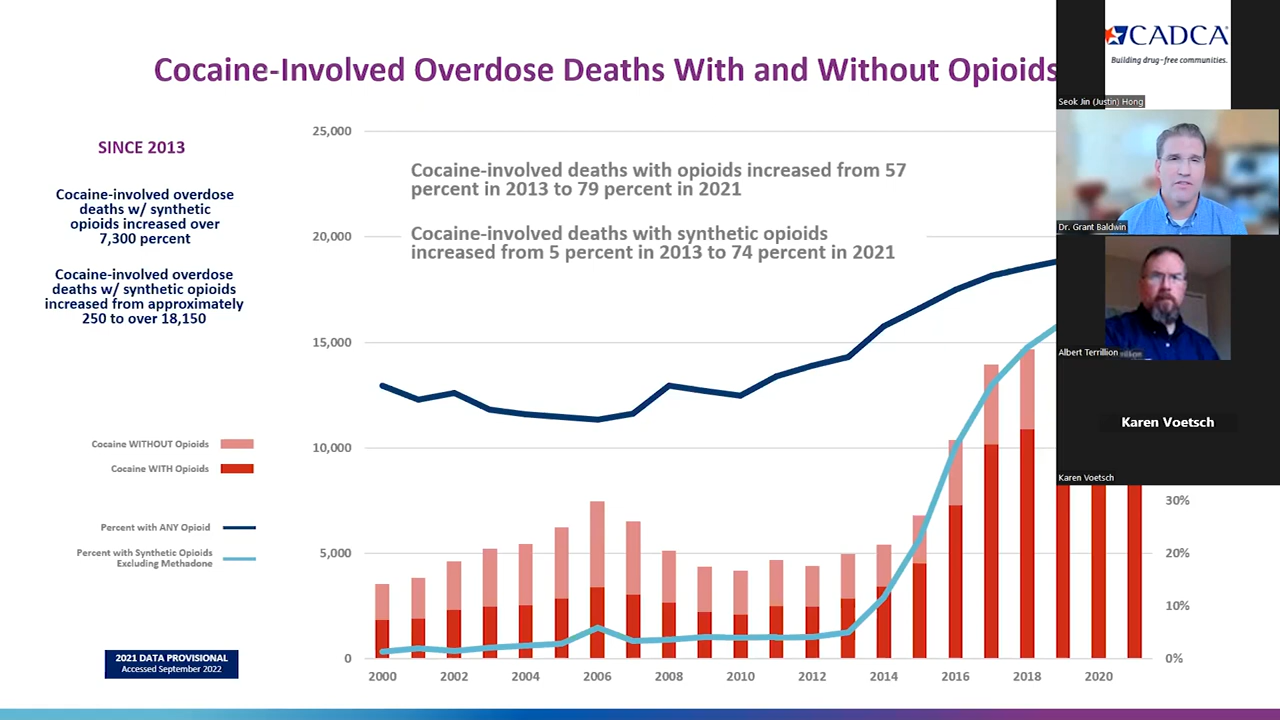 Cocaine-Involved Overdose Deaths With and Without Opioids
CADCA
Building drug-free communities.
Seok Jin (Justin) Hong
SINCE 2013
Cocaine-involved overdose
deaths w/ synthetic
opioids increased over
7,300 percent
Cocaine-involved overdose
deaths w/ synthetic opioids
increased from approximately
250 to over 18,150
Cocaine WITHOUT Opioids
Cocaine WITH Opioids
Percent with ANY Opioid
Percent with Synthetic Opioids
Excluding Methadone
2021 DATA PROVISIONAL
Accessed September 2022
Cocaine-involved deaths with opioids increased from 57
percent in 2013 to 79 percent in 2021
Cocaine-involved deaths with synthetic opioids
increased from 5 percent in 2013 to 74 percent in 2021
25,000
20,000
15,000
10,000
5,000
0
30%
20%
10%
0%
2000 2002 2004 2006 2008 2010 2012 2014 2016 2018 2020
Dr. Grant Baldwin
Albert Terrillion
Karen Voetsch
Karen Voetsch